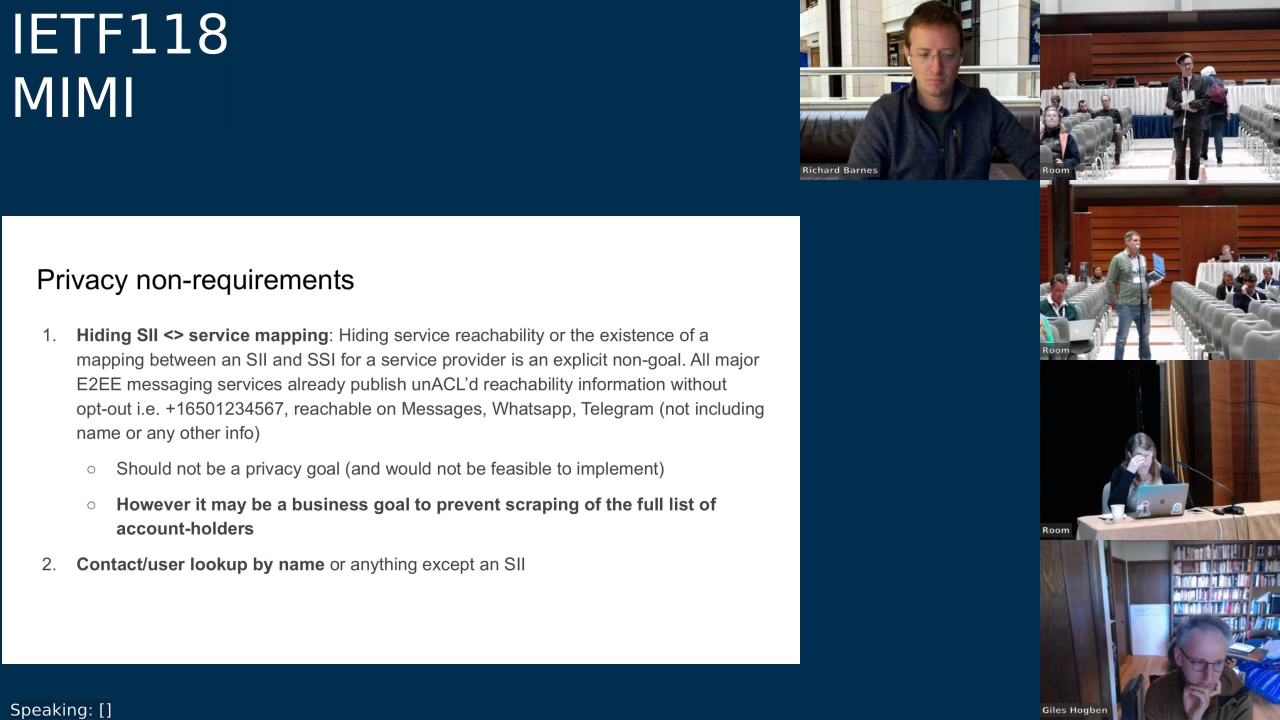 IETF118
MIMI
Richard Barnes
Room
Room
Room
Giles Hogben
Privacy non-requirements
1. Hiding SII <> service mapping: Hiding service reachability or the existence of a
mapping between an SII and SSI for a service provider is an explicit non-goal. All major
E2EE messaging services already publish unACL’d reachability information without
opt-out i.e. +16501234567, reachable on Messages, Whatsapp, Telegram (not including
name or any other info)
○ Should not be a privacy goal (and would not be feasible to implement)
○ However it may be a business goal to prevent scraping of the full list of
account-holders
2. Contact/user lookup by name or anything except an SII
Speaking: []